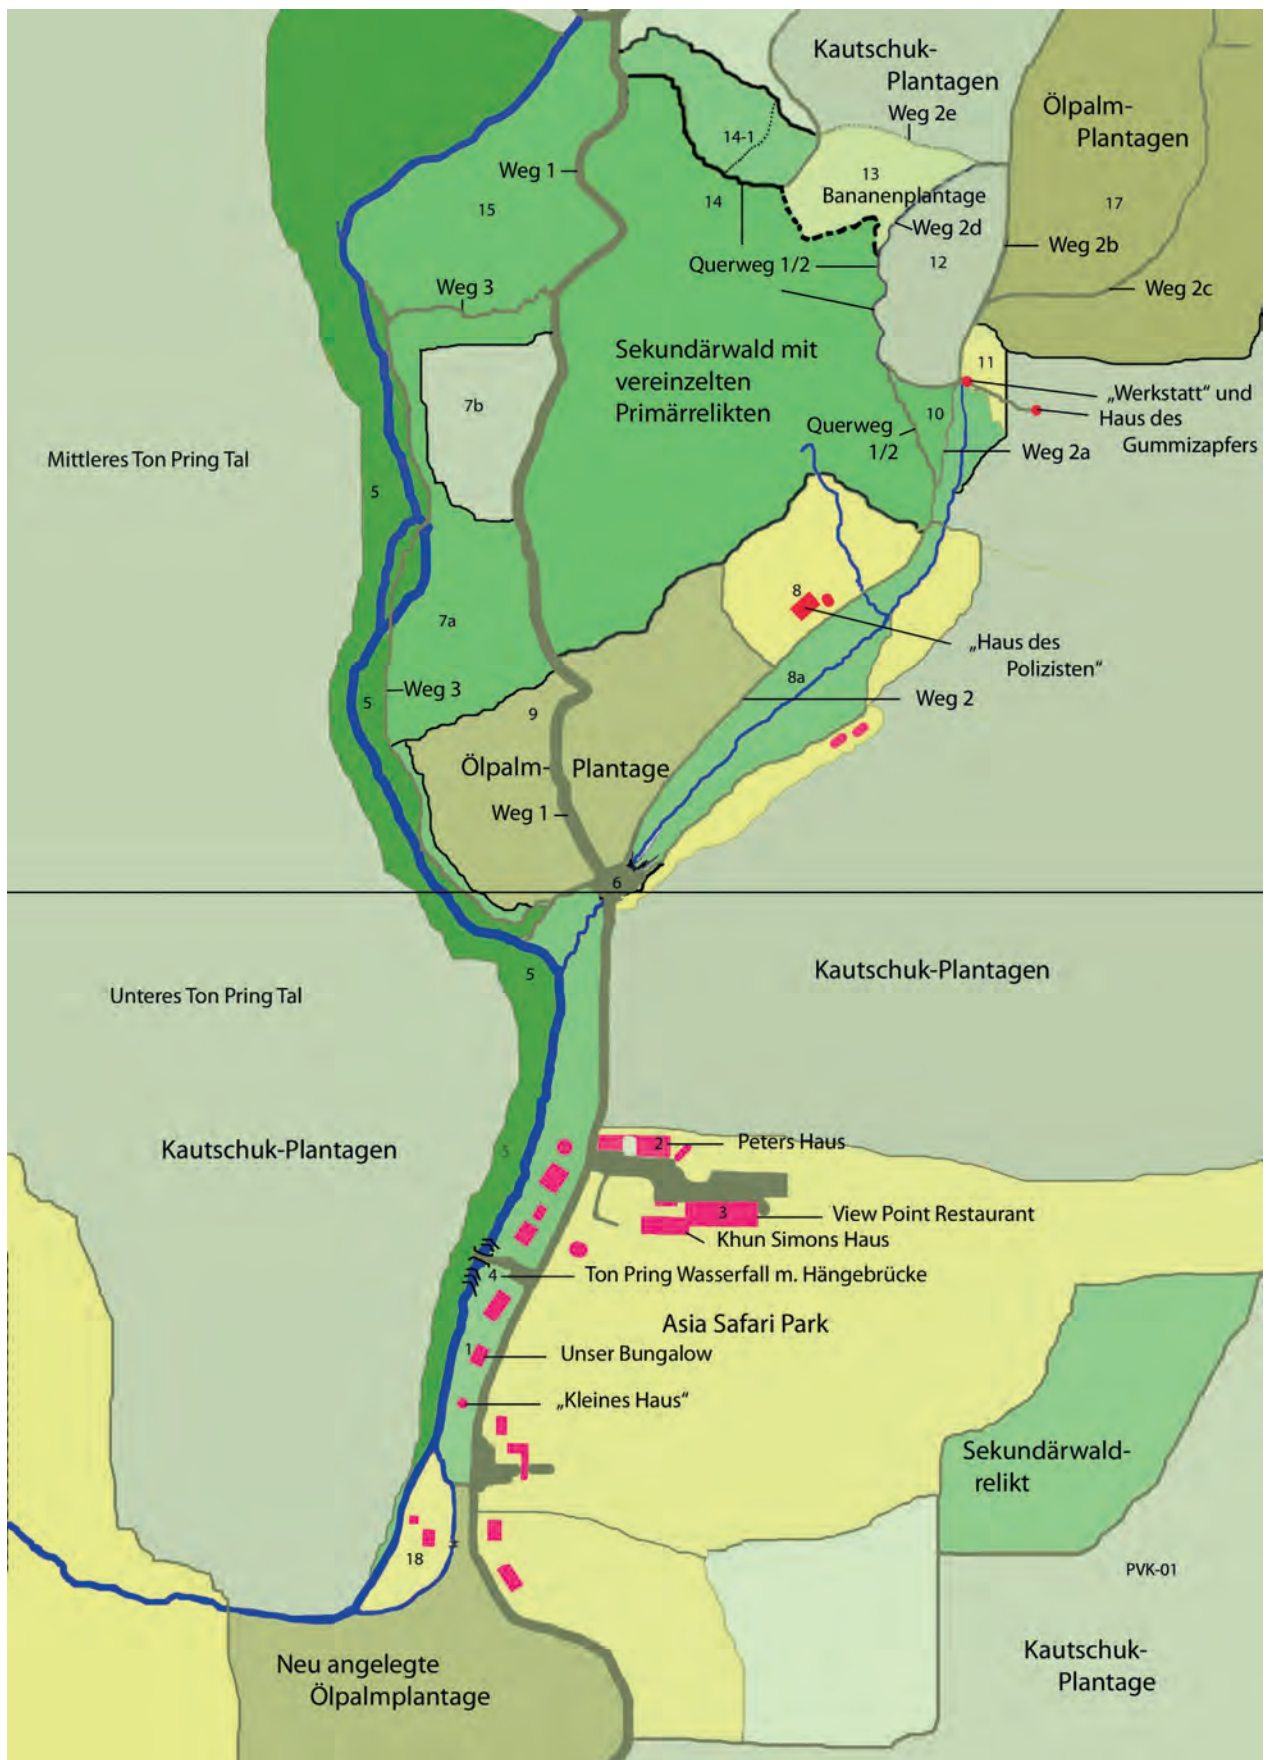 Kautschuk-
Plantagen
Weg 2e
Ölpalm-
Plantagen
14-1
Weg 1
13
Bananenplantage
15
14
17
Weg 2d
Weg 2b
Querweg 1/2
12
Weg 3
Weg 2c
Sekundärwald mit
vereinzelten
Primärrelikten
11
7b
„Werkstatt“ und
Haus des
Gummizapfers
10
Querweg
1/2
Weg 2a
Mittleres Ton Pring Tal
5
8
7a
„Haus des
Polizisten“
8a
Weg 3
5
Weg 2
9
Ölpalm-
Plantage
Weg 1
6
5
Kautschuk-Plantagen
Unteres Ton Pring Tal
Kautschuk-Plantagen
5
2
Peters Haus
3
View Point Restaurant
Khun Simons Haus
4
Ton Pring Wasserfall m. Hängebrücke
Asia Safari Park
1
Unser Bungalow
„Kleines Haus“
Sekundärwald-
relikt
18
PVK-01
Neu angelegte
Ölpalmplantage
Kautschuk-
Plantage